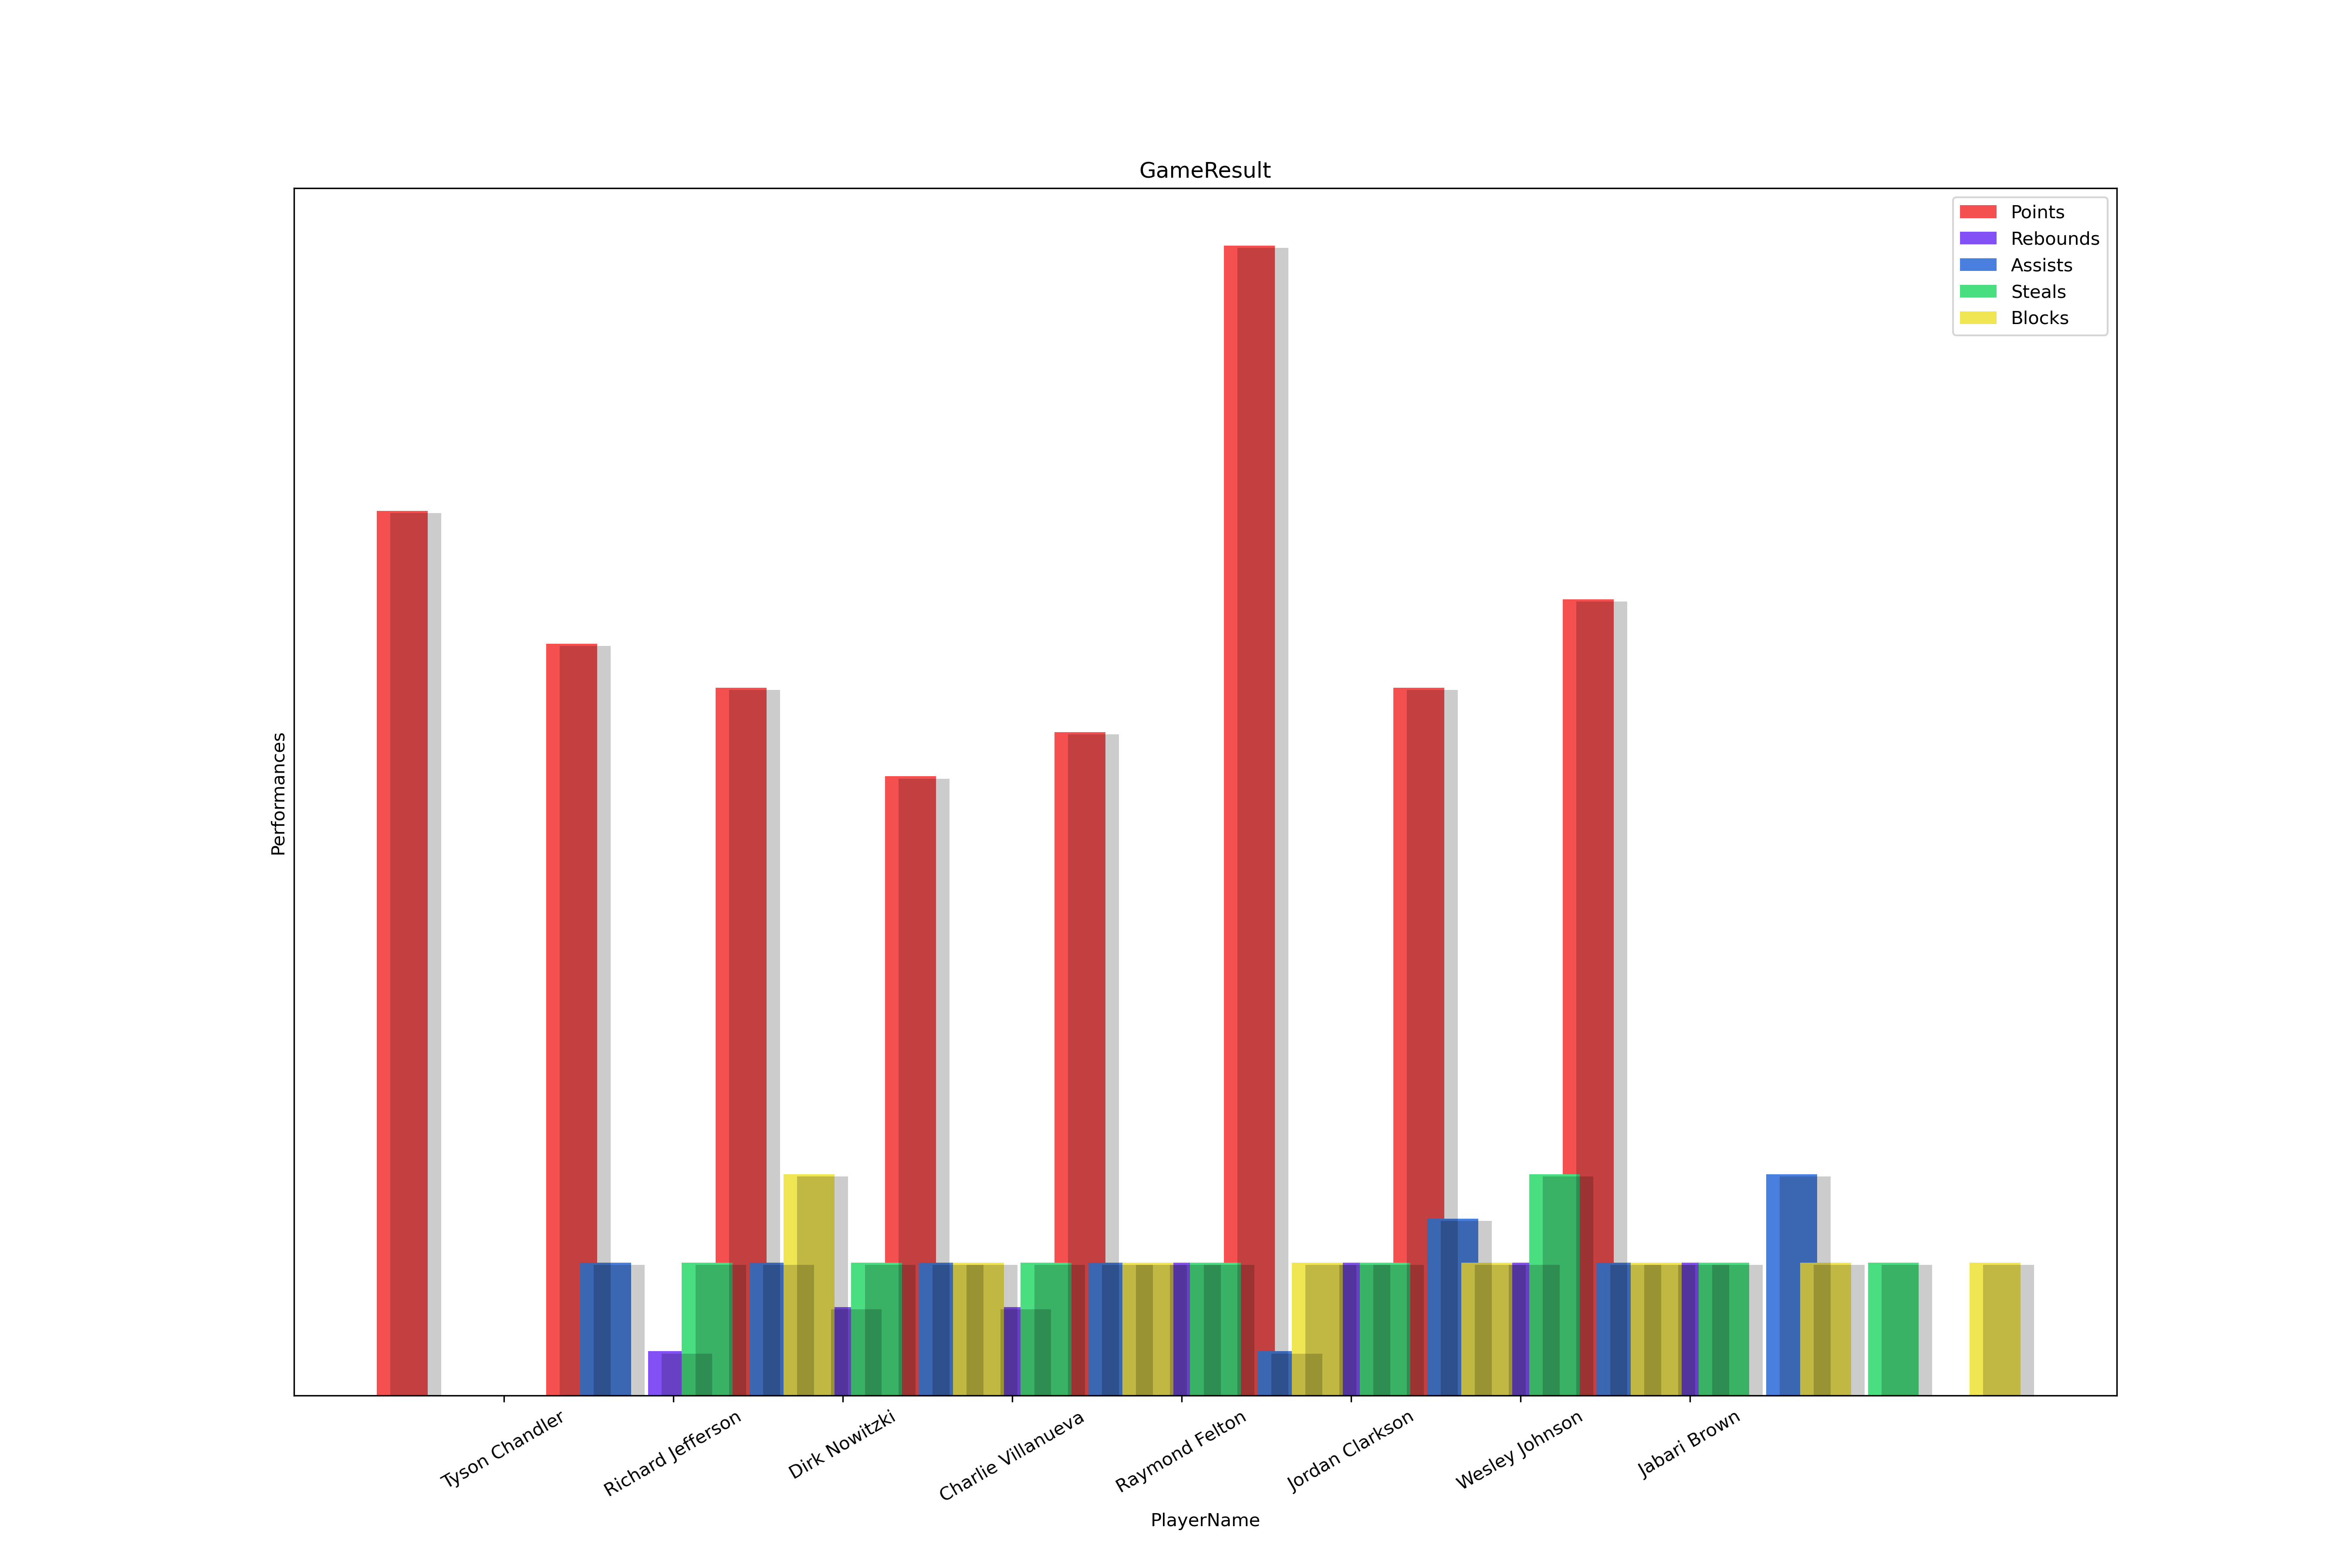 GameResult
Points
Rebounds
Assists
Steals
Blocks
Performances
Tyson Chandler
Richard Jefferson
Dirk Nowitzki
Charlie Villanueva
Raymond Felton
Jordan Clarkson
Wesley Johnson
Jabari Brown
PlayerName